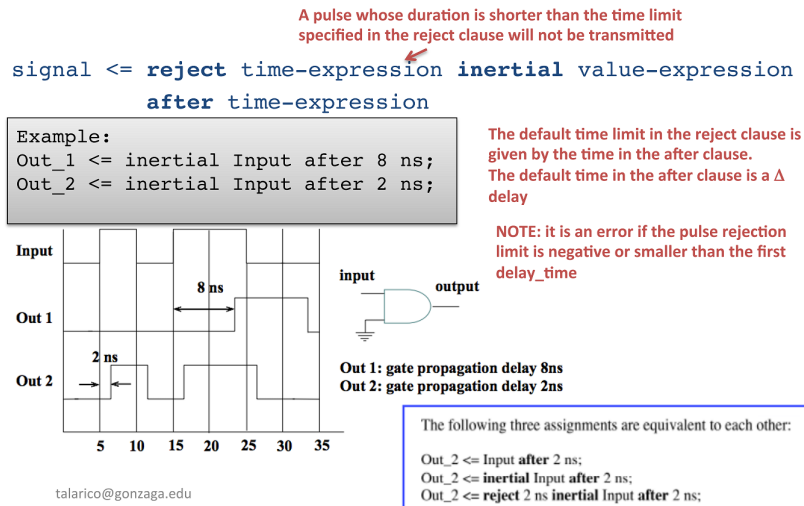 A pulse whose duration is shorter than the time limit
specified in the reject clause will not be transmitted
signal <= reject time-expression inertial value-expression
after time-expression
Example:
Out_1 <= inertial Input after 8 ns;
Out_2 <= inertial Input after 2 ns;
The default time limit in the reject clause is
given by the time in the after clause.
The default time in the after clause is a Δ
delay
NOTE: it is an error if the pulse rejection
limit is negative or smaller than the first
delay_time
Input
8 ns
Out 1
2 ns
Out 2
5 10 15 20 25 30 35
input
output
Out 1: gate propagation delay 8ns
Out 2: gate propagation delay 2ns
The following three assignments are equivalent to each other:
Out_2 <= Input after 2 ns;
Out_2 <= inertial Input after 2 ns;
Out_2 <= reject 2 ns inertial Input after 2 ns;
talarico@gonzaga.edu